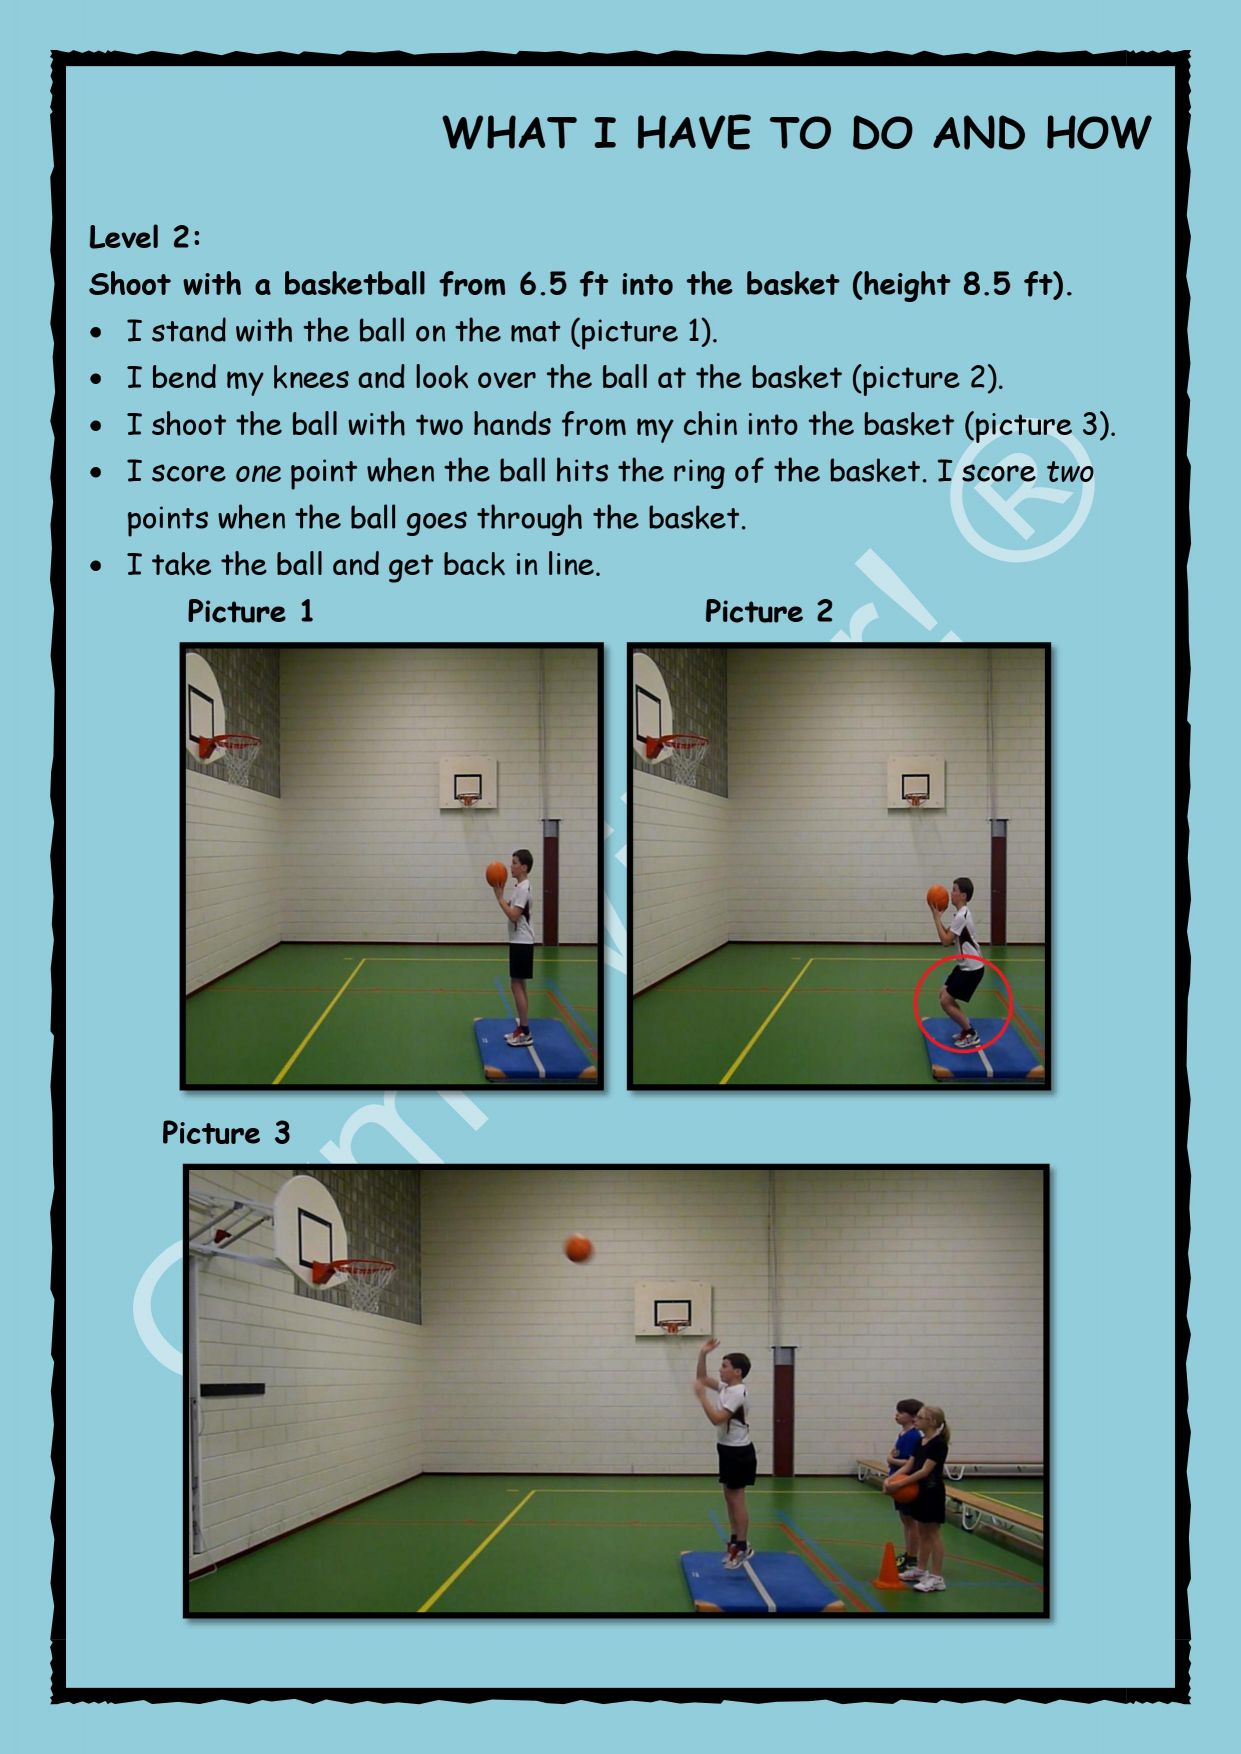 WHAT I HAVE TO DO AND HOW
Level 2:
Shoot with a basketball from 6.5 ft into the basket (height 8.5 ft).
• I stand with the ball on the mat (picture 1).
• I bend my knees and look over the ball at the basket (picture 2).
• I shoot the ball with two hands from my chin into the basket (picture 3).
• I score one point when the ball hits the ring of the basket. I score two
points when the ball goes through the basket.
• I take the ball and get back in line.
Picture 1
Picture 2
Picture 3
®